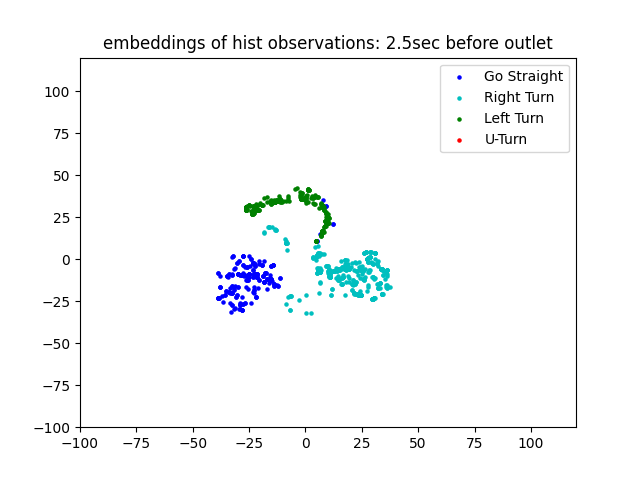 embeddings of hist observations: 2.5sec before outlet
Go Straight
Right Turn
Left Turn
U-Turn
100
75
50
25
0
−25
−50
−75
−100
−100 −75 −50 −25 0 25 50 75 100